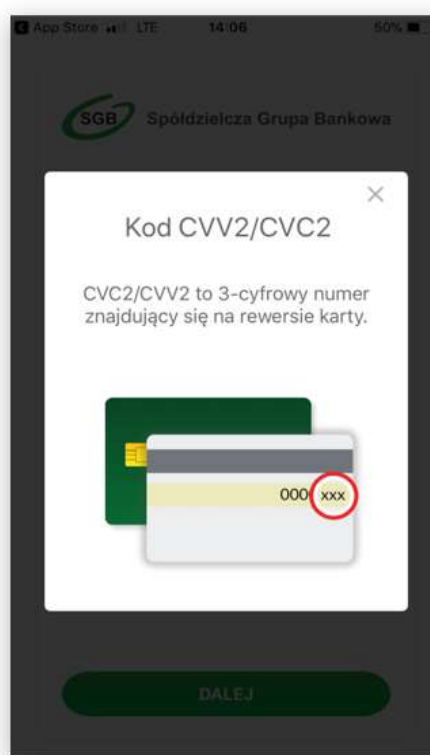 App Store LTE 14:06 50%
SGB Spółdzielcza Grupa Bankowa
Kod CVV2/CVC2
CVC2/CVV2 to 3-cyfrowy numer
znajdujący się na rewersie karty.
000 xxx
DALEJ